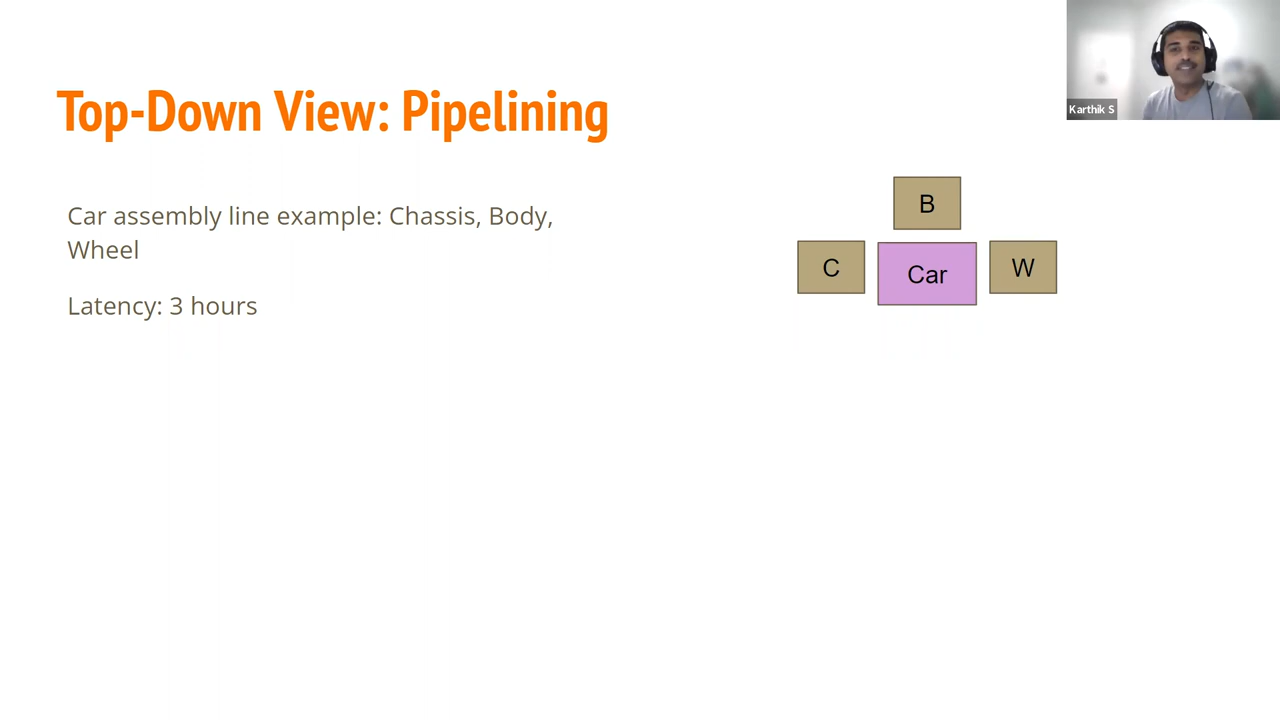 Top-Down View: Pipelining
Karthik S
Car assembly line example: Chassis, Body,
Wheel
Latency: 3 hours
B
C
Car
W